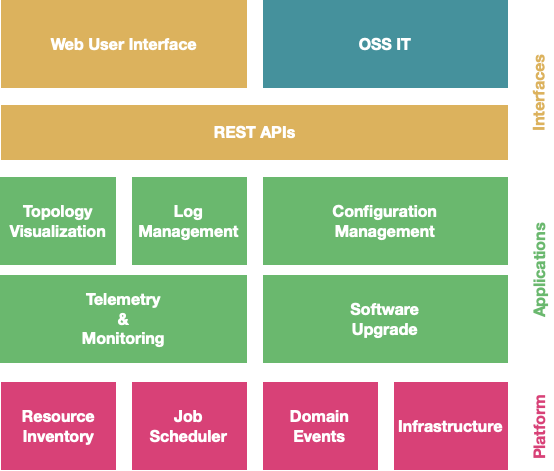 Web User Interface
OSS IT
Interfaces
REST APIs
Topology
Visualization
Log
Management
Configuration
Management
Applications
Telemetry
&
Monitoring
Software
Upgrade
Resource
Inventory
Job
Scheduler
Domain
Events
Infrastructure
Platform